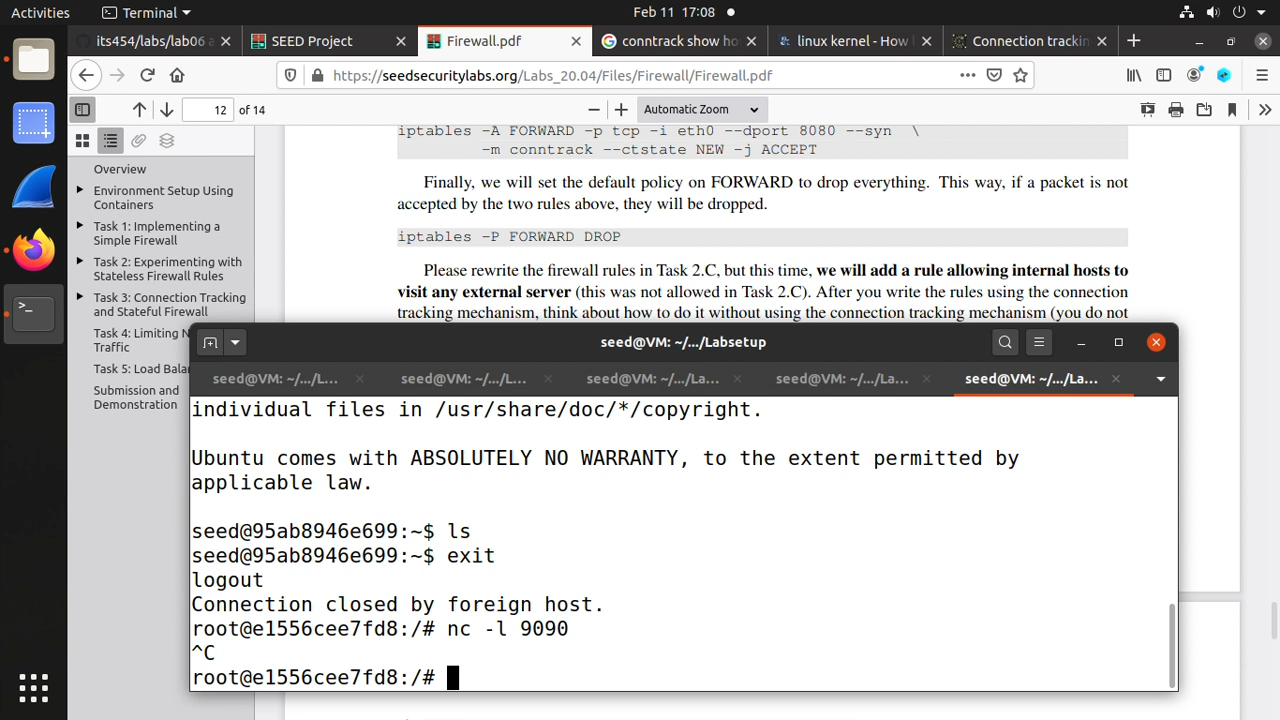 Activities
Terminal
Feb 11 17:08
its454/labs/lab06 a
SEED Project
Firewall.pdf
conntrack show ho
linux kernel - How l
Connection trackin
https://seedsecuritylabs.org/Labs_20.04/Files/Firewall/Firewall.pdf
12 of 14
Automatic Zoom
Overview
Environment Setup Using
Containers
Task 1: Implementing a
Simple Firewall
Task 2: Experimenting with
Stateless Firewall Rules
Task 3: Connection Tracking
and Stateful Firewall
Task 4: Limiting N
Traffic
Task 5: Load Bala
Submission and
Demonstration
iptables -A FORWARD -p tcp -i eth0 --dport 8080 --syn \
-m conntrack --ctstate NEW -j ACCEPT
Finally, we will set the default policy on FORWARD to drop everything. This way, if a packet is not
accepted by the two rules above, they will be dropped.
iptables -P FORWARD DROP
Please rewrite the firewall rules in Task 2.C, but this time, we will add a rule allowing internal hosts to
visit any external server (this was not allowed in Task 2.C). After you write the rules using the connection
tracking mechanism, think about how to do it without using the connection tracking mechanism (you do not
seed@VM: ~/.../Labsetup
seed@VM: ~/.../L...
seed@VM: ~/.../L...
seed@VM: ~/.../La...
seed@VM: ~/.../La...
seed@VM: ~/.../La...
individual files in /usr/share/doc/*/copyright.
Ubuntu comes with ABSOLUTELY NO WARRANTY, to the extent permitted by
applicable law.
seed@95ab8946e699:~$ ls
seed@95ab8946e699:~$ exit
logout
Connection closed by foreign host.
root@e1556cee7fd8:/# nc -l 9090
^C
root@e1556cee7fd8:/#